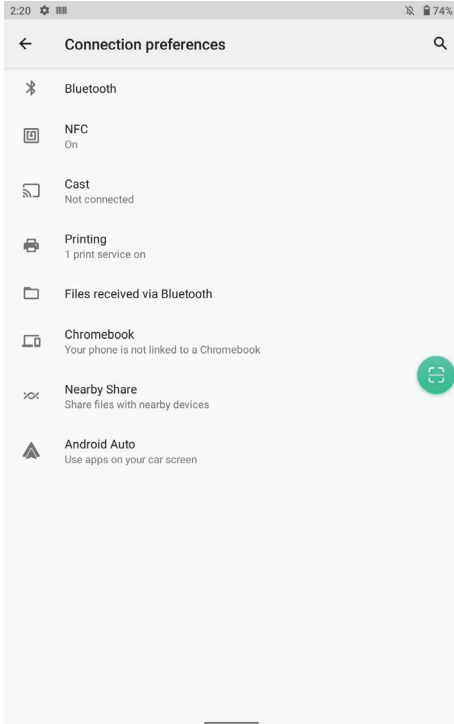 2:20 74%
Connection preferences
Bluetooth
NFC
On
Cast
Not connected
Printing
1 print service on
Files received via Bluetooth
Chromebook
Your phone is not linked to a Chromebook
Nearby Share
Share files with nearby devices
Android Auto
Use apps on your car screen